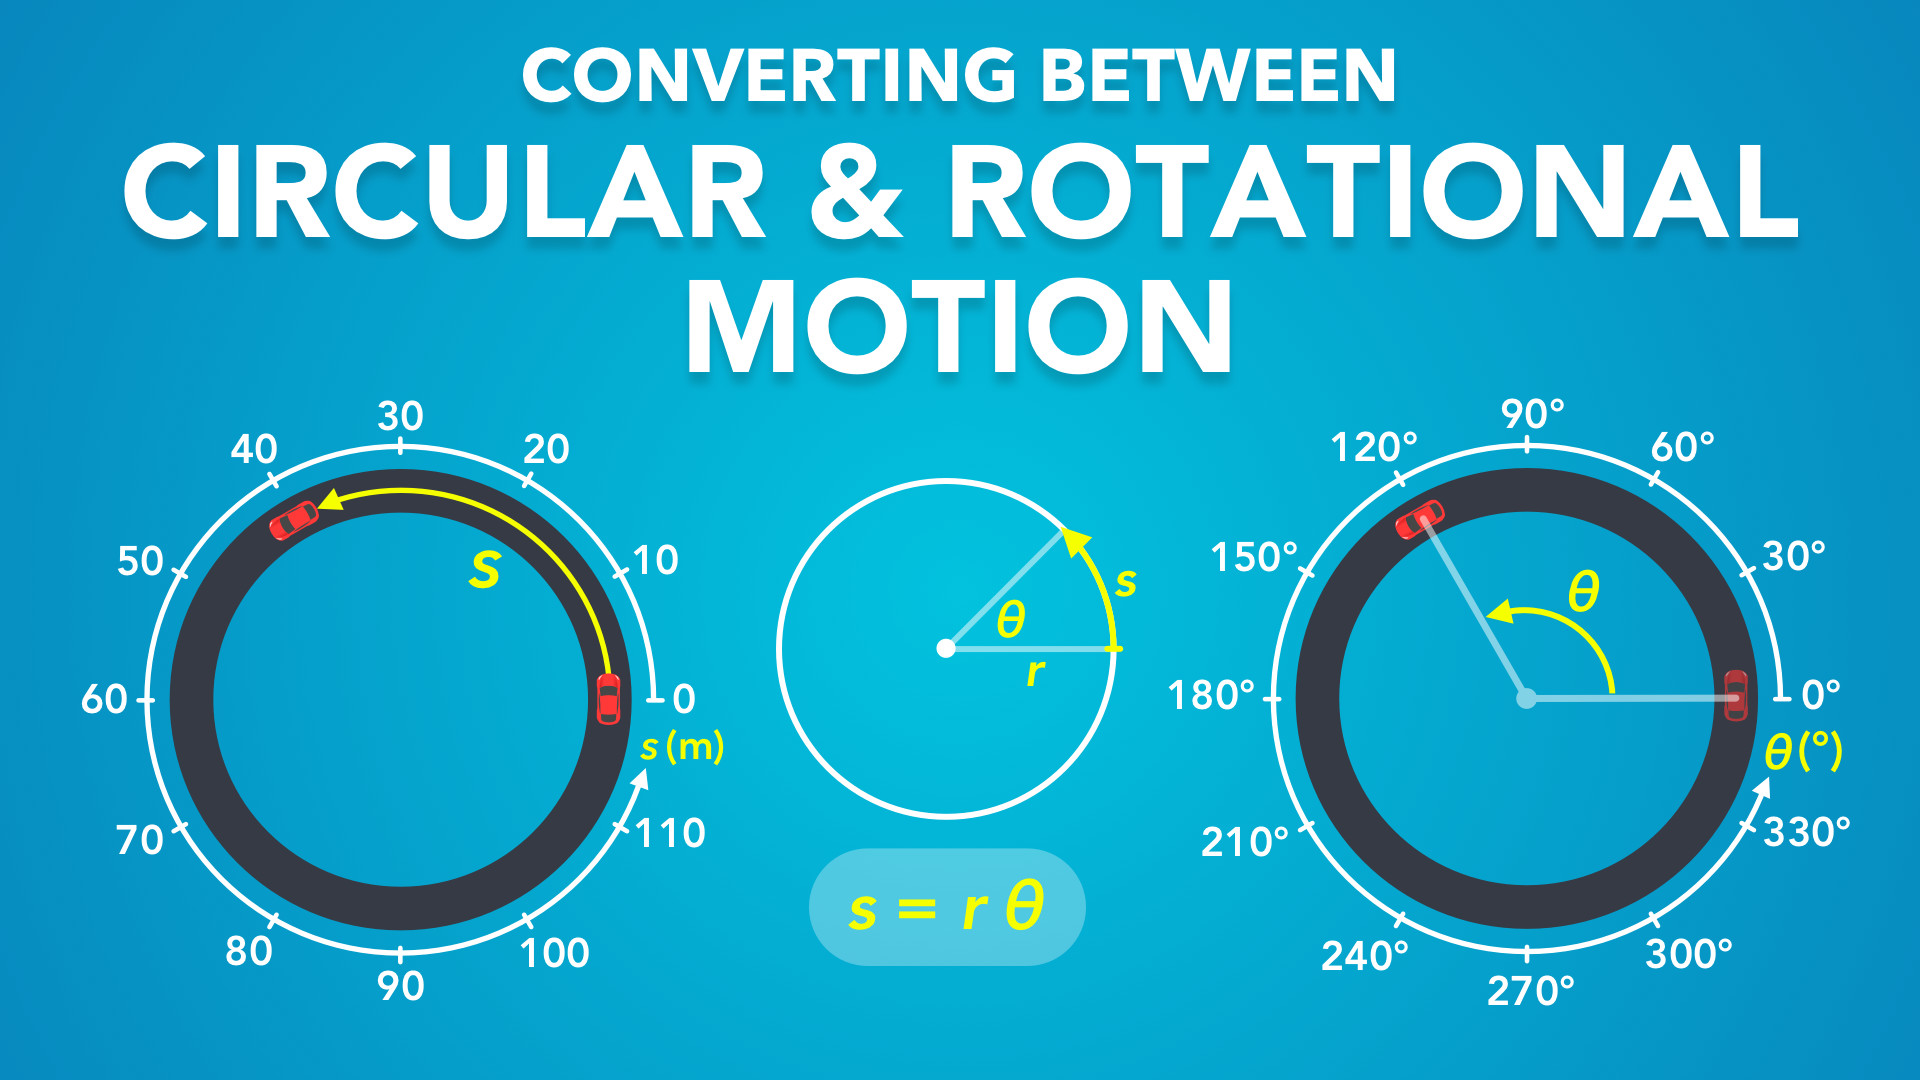 CONVERTING BETWEEN
CIRCULAR & ROTATIONAL
MOTION
30
40
20
50
10
s
60
0
s (m)
70
110
80
100
90
θ
s
r
s = r θ
90°
120°
60°
150°
30°
θ
180°
0°
θ (°)
210°
330°
240°
300°
270°